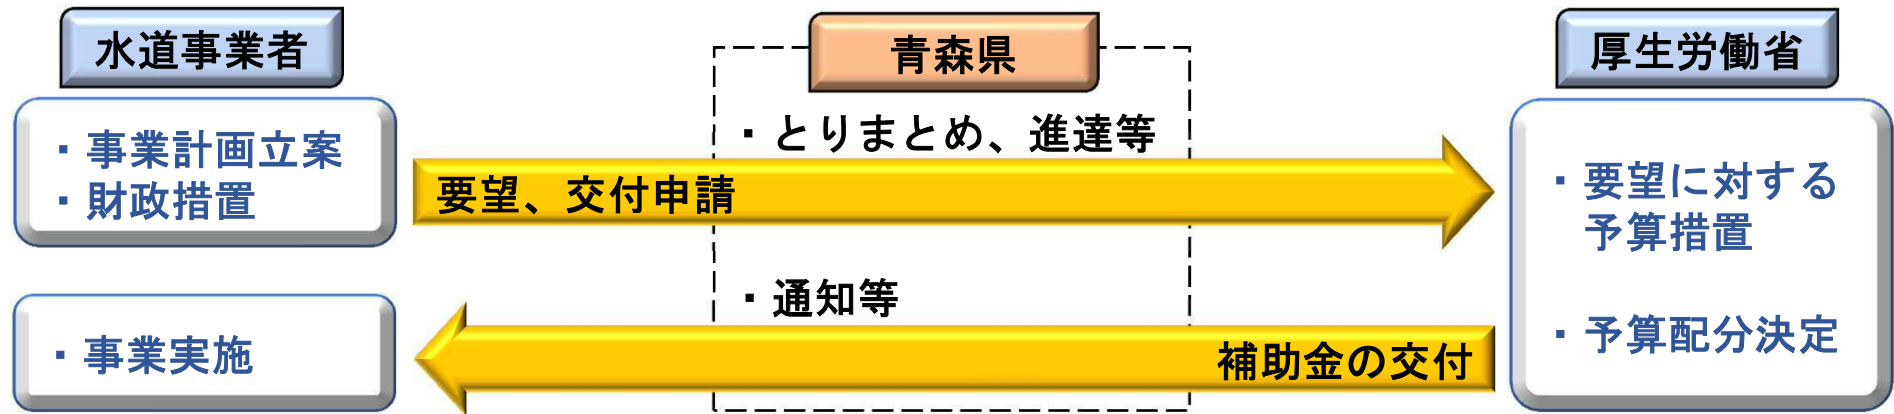 水道事業者
青森県
厚生労働省
・事業計画立案
・財政措置
・とりまとめ、進達等
要望、交付申請
・要望に対する
予算措置
・通知等
・事業実施
補助金の交付
・予算配分決定